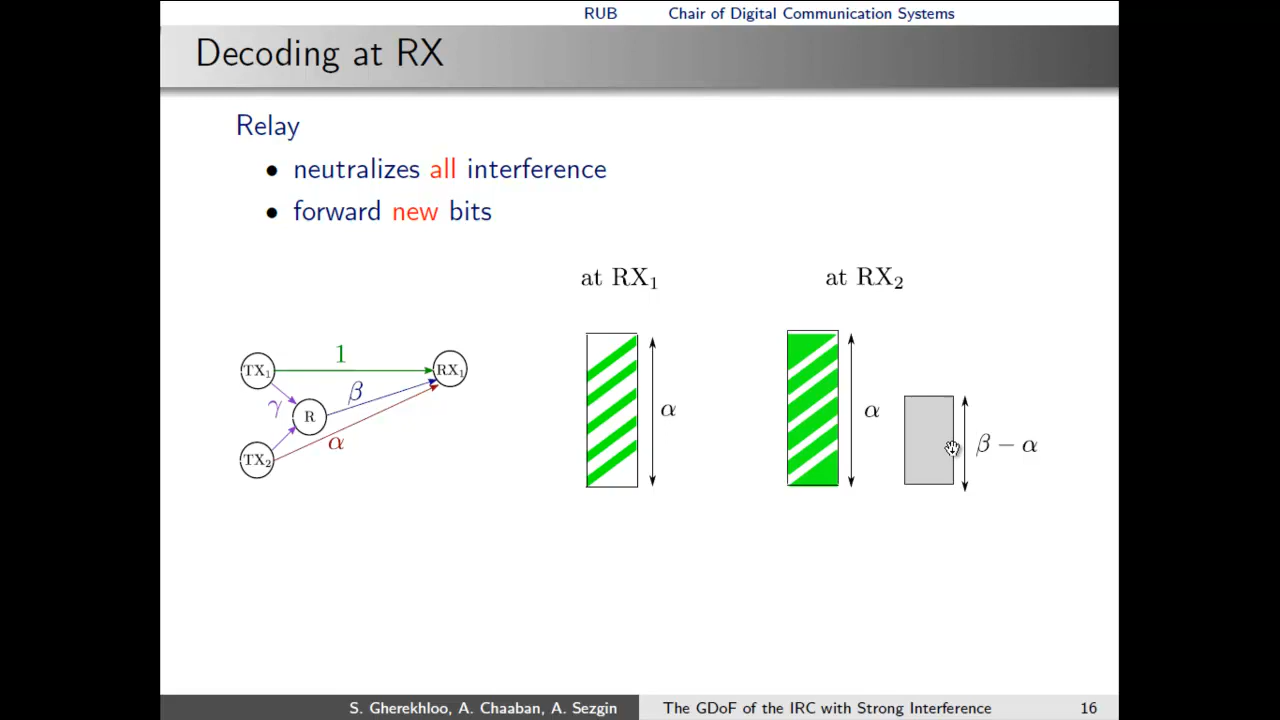 RUB Chair of Digital Communication Systems
Decoding at RX
Relay
• neutralizes all interference
• forward new bits
at RX₁
at RX₂
TX₁
1
RX₁
γ
R
β
α
TX₂
α
α
β − α
S. Gherekhloo, A. Chaaban, A. Sezgin
The GDoF of the IRC with Strong Interference
16